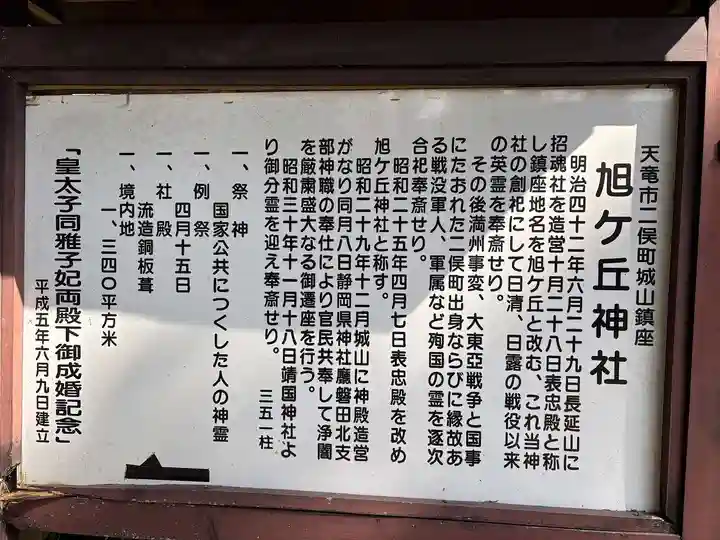 天竜市二俣町城山鎮座
旭ケ丘神社
明治四十二年六月二十九日長延山に
招魂社を造営十月二十八日表忠殿と称
し鎮座地名を旭ケ丘と改む、これ当神
社の創祀にして日清、日露の戦役以来
の英霊を奉斎せり。
その後満州事変、大東亞戦争と国事
にたおれた二俣町出身ならびに縁故あ
る戦没軍人、軍属など殉国の霊を逐次
合祀奉斎せり。
昭和二十五年四月七日表忠殿を改め
旭ケ丘神社と称す。
昭和二十九年十二月城山に神殿造営
がなり同月八日静岡県神社廳磐田北支
部神職の奉仕により官民共奉して浄闇
を厳粛盛大なる御遷座を行う。
昭和三十年十一月十八日靖国神社よ
り御分霊を迎え奉斎せり。
三五一柱
一、祭神
国家公共につくした人の神霊
一、例祭
四月十五日
一、社殿
流造銅板葺
一、境内地
一、三四〇平方米
「皇太子同雅子妃両殿下御成婚記念」
平成五年六月九日建立